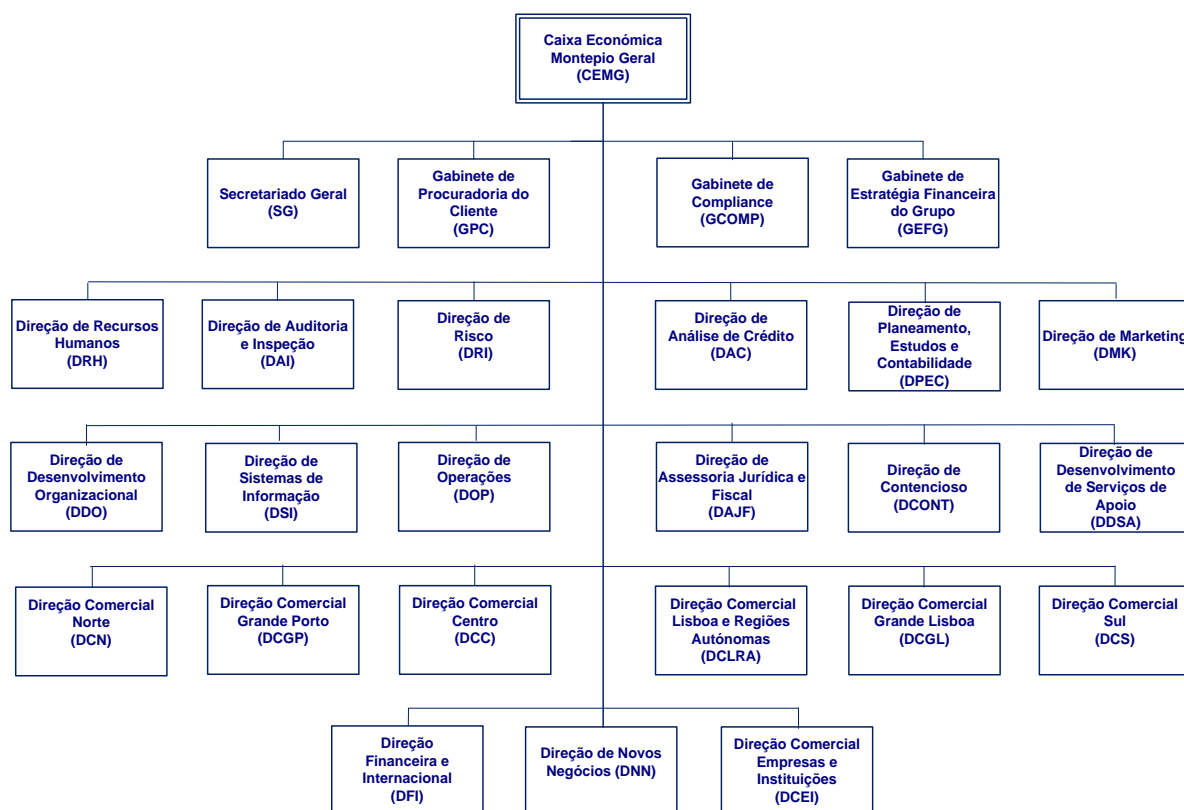 Caixa Económica
Montepio Geral
(CEMG)
Secretariado Geral
(SG)
Gabinete de
Procuradoria do
Cliente
(GPC)
Gabinete de
Compliance
(GCOMP)
Gabinete de
Estratégia Financeira
do Grupo
(GEFG)
Direção de Recursos
Humanos
(DRH)
Direção de Auditoria
e Inspeção
(DAI)
Direção de
Risco
(DRI)
Direção de
Análise de Crédito
(DAC)
Direção de
Planeamento,
Estudos e
Contabilidade
(DPEC)
Direção de Marketing
(DMK)
Direção de
Desenvolvimento
Organizacional
(DDO)
Direção de
Sistemas de
Informação
(DSI)
Direção de
Operações
(DOP)
Direção de
Assessoria Jurídica e
Fiscal
(DAJF)
Direção de
Contencioso
(DCONT)
Direção de
Desenvolvimento
de Serviços de
Apoio
(DDSA)
Direção Comercial
Norte
(DCN)
Direção Comercial
Grande Porto
(DCGP)
Direção Comercial
Centro
(DCC)
Direção Comercial
Lisboa e Regiões
Autónomas
(DCLRA)
Direção Comercial
Grande Lisboa
(DCGL)
Direção Comercial
Sul
(DCS)
Direção
Financeira e
Internacional
(DFI)
Direção de Novos
Negócios (DNN)
Direção Comercial
Empresas e
Instituições
(DCEI)